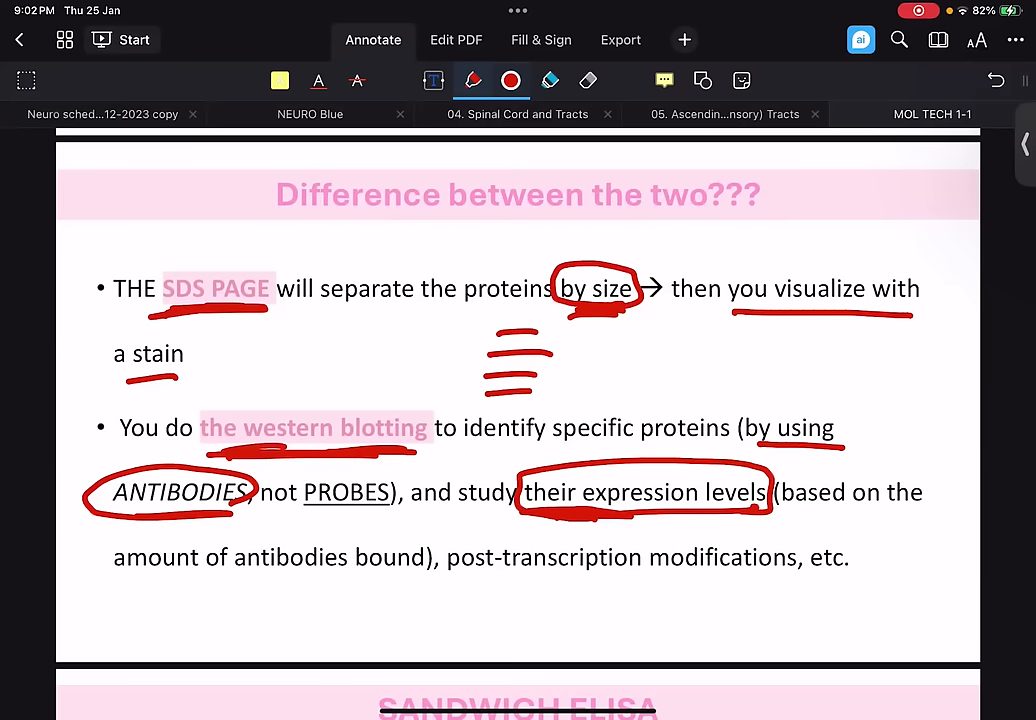 9:02 PM Thu 25 Jan
82%
Start
Annotate
Edit PDF
Fill & Sign
Export
ai
AA
A
A
T
Neuro sched...12-2023 copy
NEURO Blue
04. Spinal Cord and Tracts
05. Ascendin...nsory) Tracts
MOL TECH 1-1
Difference between the two???
• THE SDS PAGE will separate the proteins by size → then you visualize with
a stain
• You do the western blotting to identify specific proteins (by using
ANTIBODIES, not PROBES), and study their expression levels (based on the
amount of antibodies bound), post-transcription modifications, etc.
SANDWICH ELISA